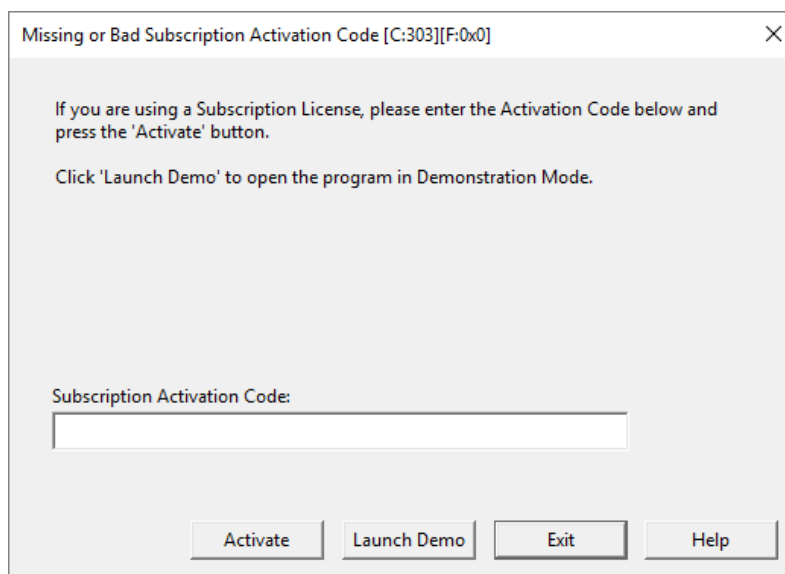 Missing or Bad Subscription Activation Code [C:303][F:0x0]
If you are using a Subscription License, please enter the Activation Code below and
press the 'Activate' button.
Click 'Launch Demo' to open the program in Demonstration Mode.
Subscription Activation Code:
Activate Launch Demo Exit Help